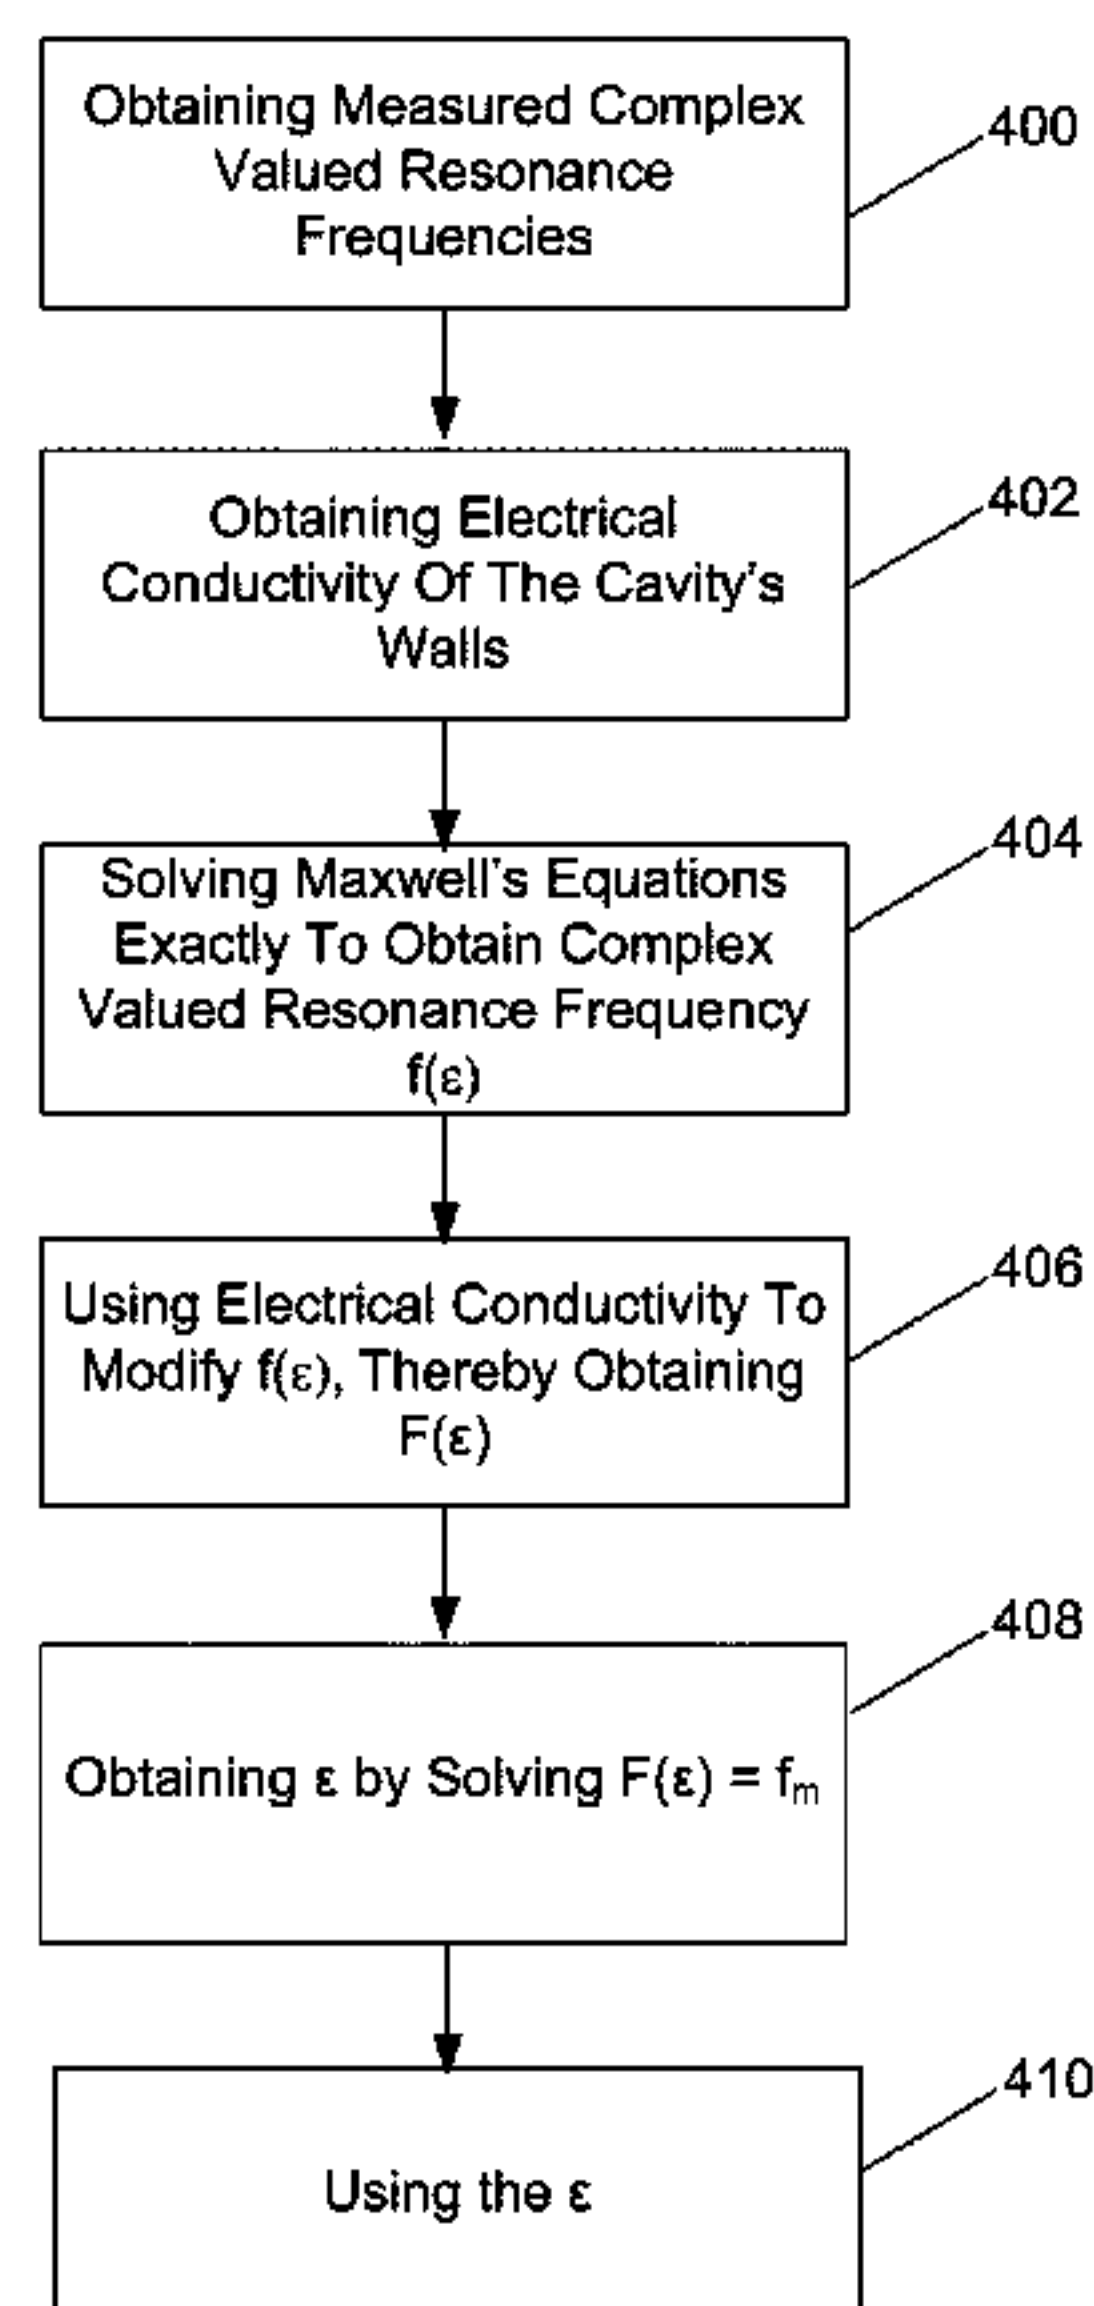 Obtaining Measured Complex
Valued Resonance
Frequencies
400
Obtaining Electrical
Conductivity Of The Cavity's
Walls
402
Solving Maxwell's Equations
Exactly To Obtain Complex
Valued Resonance Frequency
f(ε)
404
Using Electrical Conductivity To
Modify f(ε), Thereby Obtaining
F(ε)
406
Obtaining ε by Solving F(ε) = fₘ
408
Using the ε
410